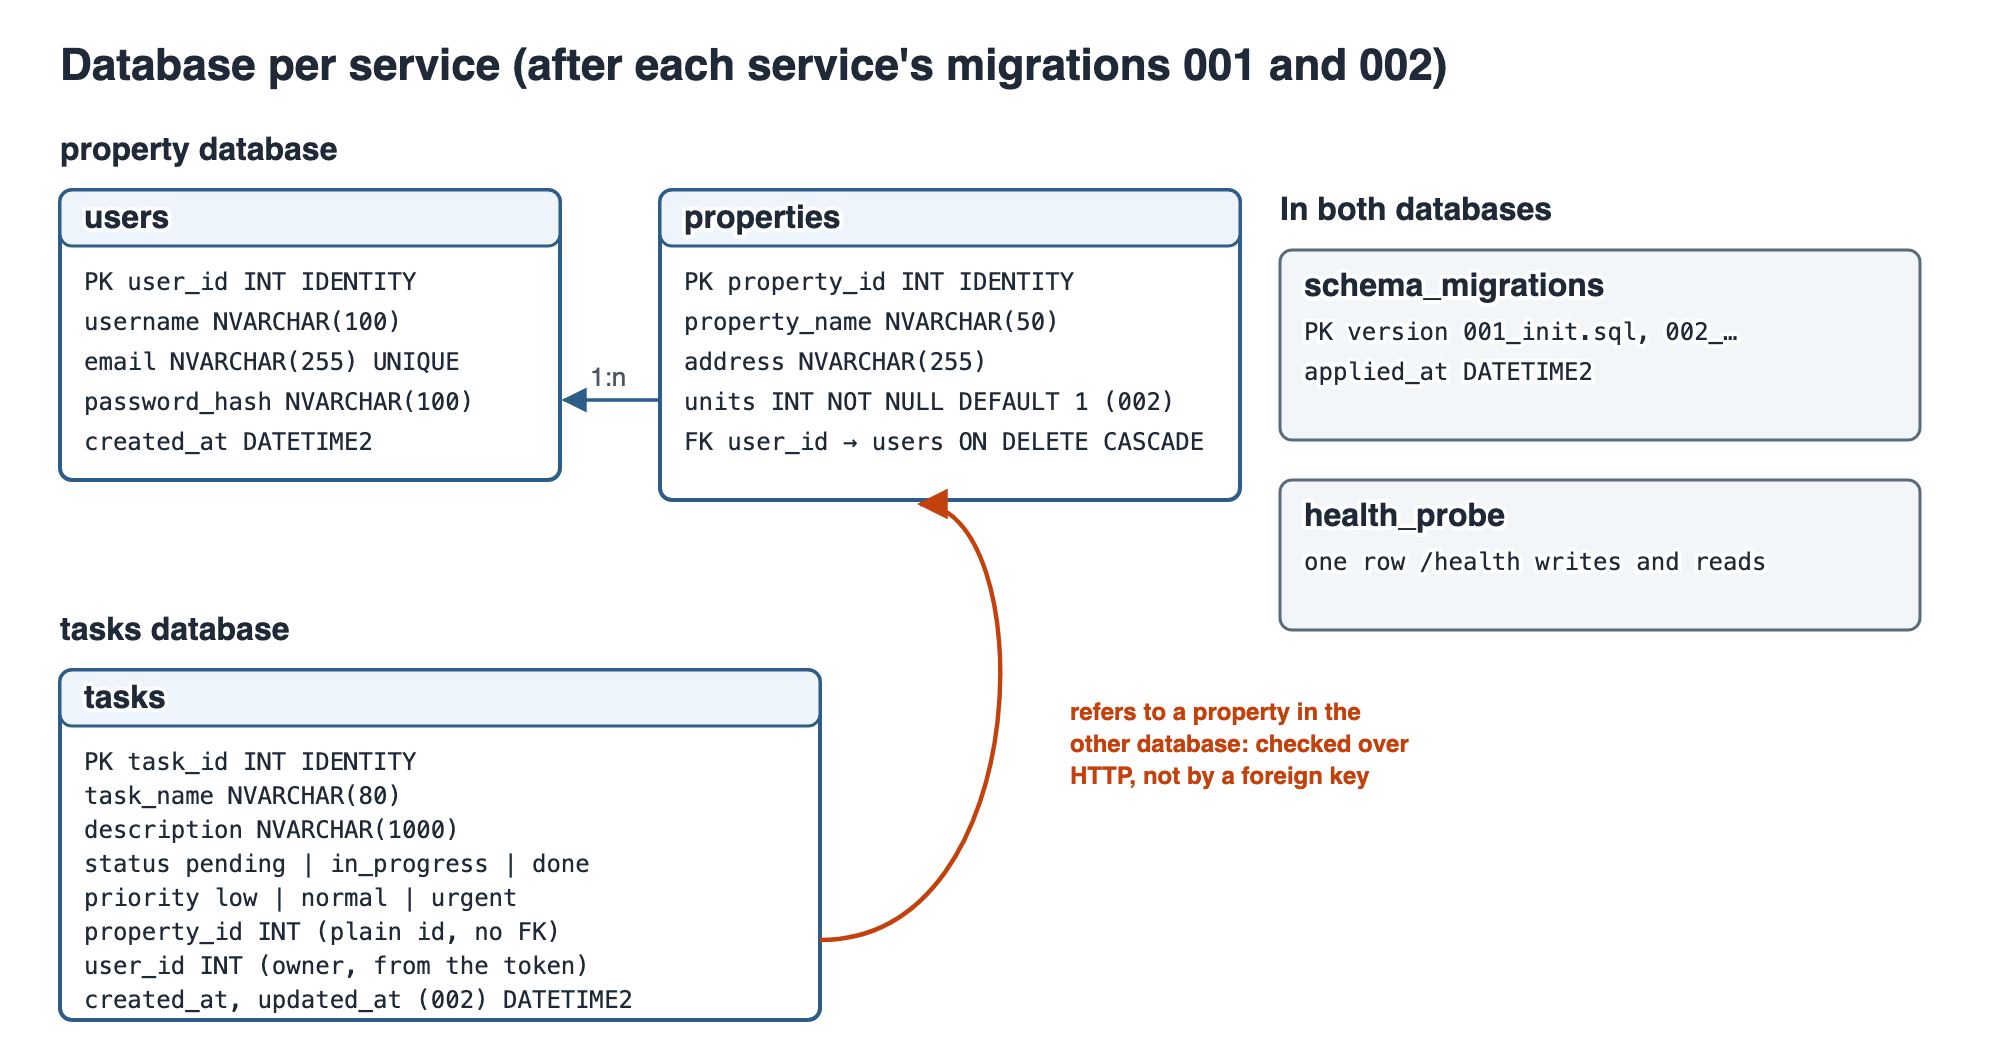 Database per service (after each service's migrations 001 and 002)
property database
users
PK user_id INT IDENTITY
username NVARCHAR(100)
email NVARCHAR(255) UNIQUE
password_hash NVARCHAR(100)
created_at DATETIME2
1:n
properties
PK property_id INT IDENTITY
property_name NVARCHAR(50)
address NVARCHAR(255)
units INT NOT NULL DEFAULT 1 (002)
FK user_id → users ON DELETE CASCADE
In both databases
schema_migrations
PK version 001_init.sql, 002_…
applied_at DATETIME2
health_probe
one row /health writes and reads
tasks database
tasks
PK task_id INT IDENTITY
task_name NVARCHAR(80)
description NVARCHAR(1000)
status pending | in_progress | done
priority low | normal | urgent
property_id INT (plain id, no FK)
user_id INT (owner, from the token)
created_at, updated_at (002) DATETIME2
refers to a property in the
other database: checked over
HTTP, not by a foreign key